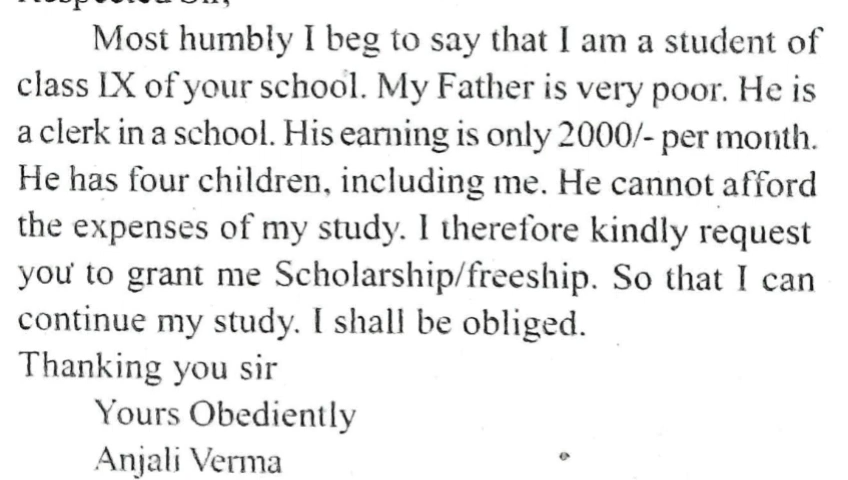 Respected Sir,
Most humbly I beg to say that I am a student of
class IX of your school. My Father is very poor. He is
a clerk in a school. His earning is only 2000/- per month.
He has four children, including me. He cannot afford
the expenses of my study. I therefore kindly request
you to grant me Scholarship/freeship. So that I can
continue my study. I shall be obliged.
Thanking you sir
Yours Obediently
Anjali Verma